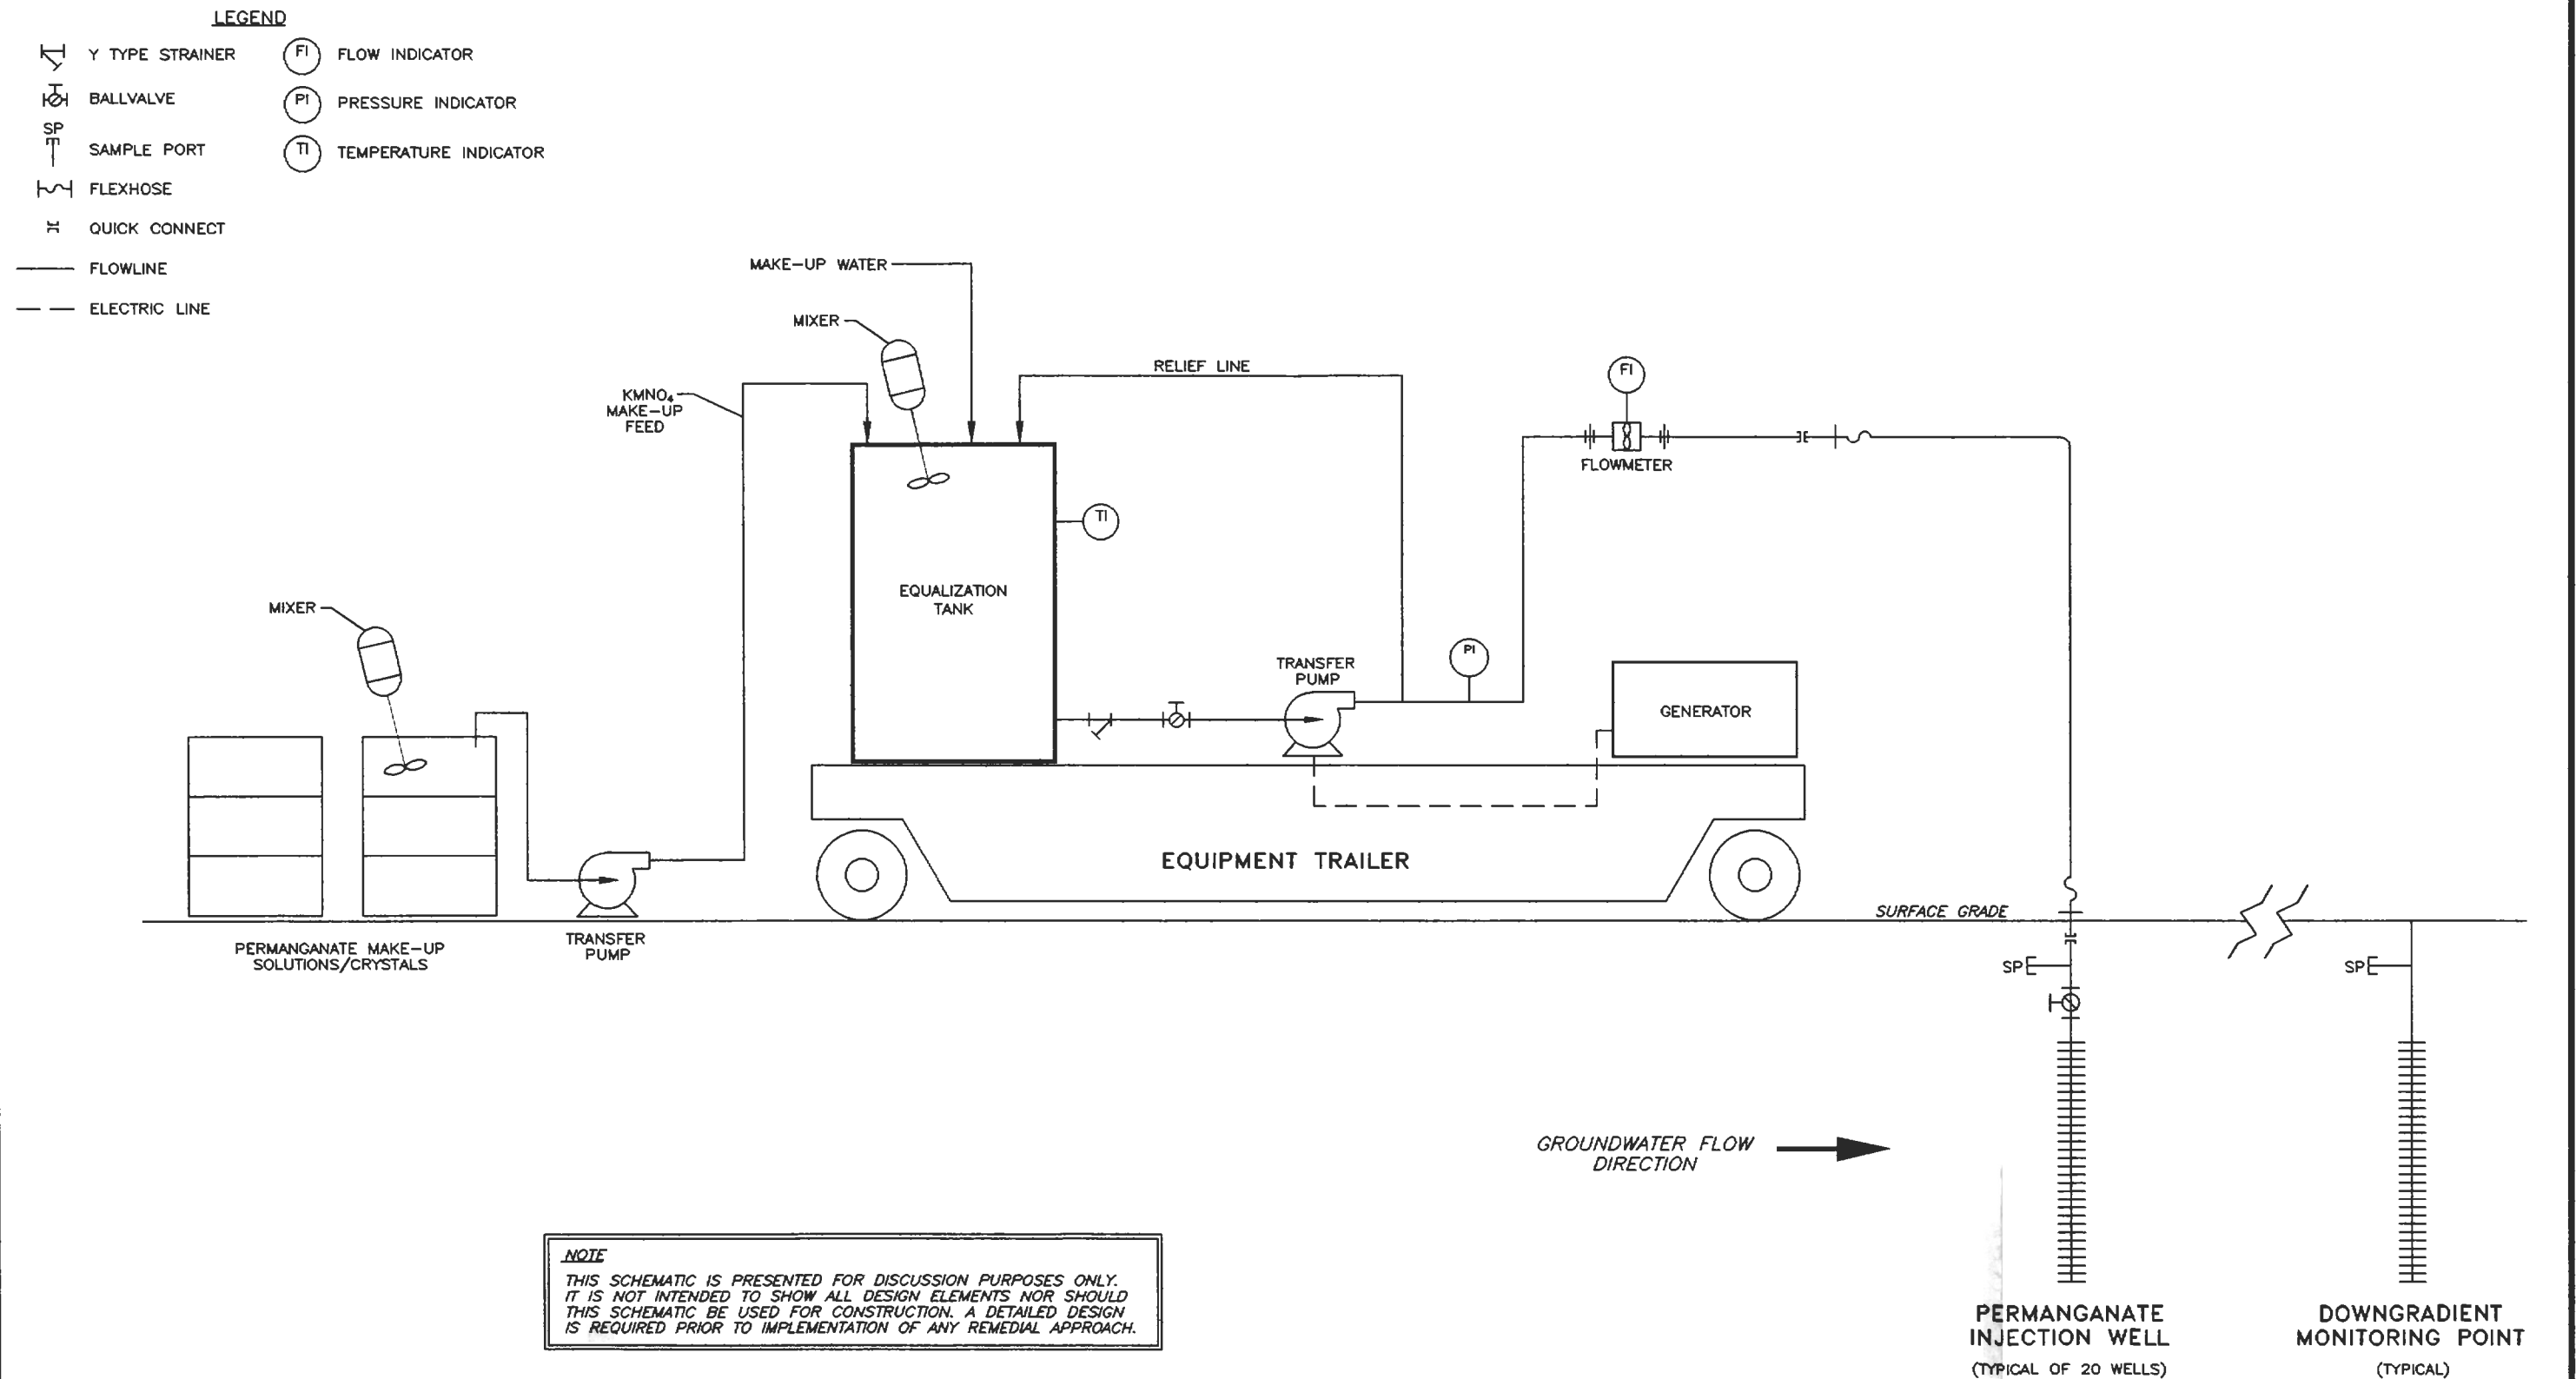 LEGEND
Y TYPE STRAINER
BALLVALVE
SP
SAMPLE PORT
FLEXHOSE
QUICK CONNECT
FLOWLINE
ELECTRIC LINE
FI FLOW INDICATOR
PI PRESSURE INDICATOR
TI TEMPERATURE INDICATOR
MAKE-UP WATER
MIXER
RELIEF LINE
KMNO₄
MAKE-UP
FEED
FI
FLOWMETER
TI
EQUALIZATION
TANK
MIXER
PI
TRANSFER
PUMP
GENERATOR
EQUIPMENT TRAILER
SURFACE GRADE
TRANSFER
PUMP
PERMANGANATE MAKE-UP
SOLUTIONS/CRYSTALS
SP
SP
GROUNDWATER FLOW
DIRECTION
NOTE
THIS SCHEMATIC IS PRESENTED FOR DISCUSSION PURPOSES ONLY.
IT IS NOT INTENDED TO SHOW ALL DESIGN ELEMENTS NOR SHOULD
THIS SCHEMATIC BE USED FOR CONSTRUCTION. A DETAILED DESIGN
IS REQUIRED PRIOR TO IMPLEMENTATION OF ANY REMEDIAL APPROACH.
PERMANGANATE
INJECTION WELL
(TYPICAL OF 20 WELLS)
DOWNGRADIENT
MONITORING POINT
(TYPICAL)